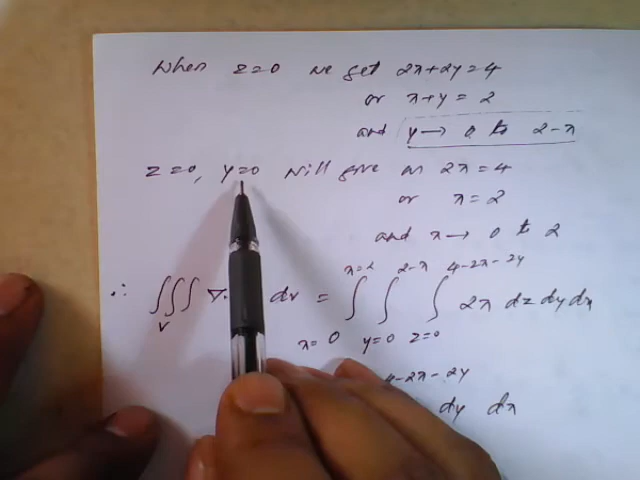 When z=0 we get 2x+2y=4
or x+y = 2
and y → 0 to 2-x
z=0, y=0 will give us 2x=4
or x=2
and x → 0 to 2
∴ ∭_V ∇· dv = ∫_{x=0}^{x=2} ∫_{y=0}^{2-x} ∫_{z=0}^{4-2x-2y} 2x dz dy dx
4-2x-2y
dy dx